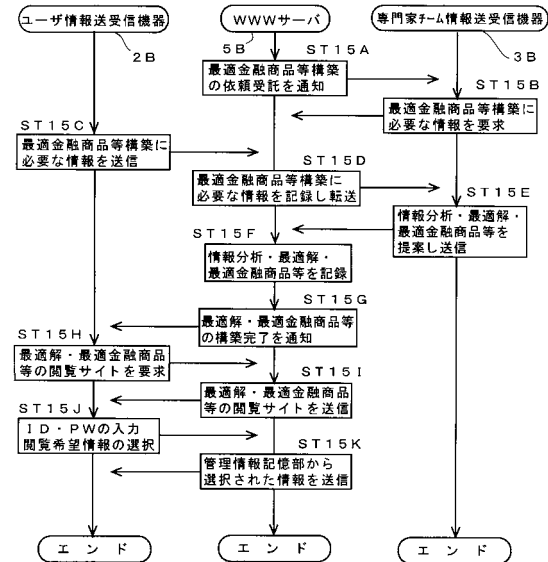 ユーザ情報送受信機器
WWWサーバ
専門家チーム情報送受信機器
2B
5B
3B
ST15A
最適金融商品等構築
の依頼受託を通知
ST15B
最適金融商品等構築に
必要な情報を要求
ST15C
最適金融商品等構築に
必要な情報を送信
ST15D
最適金融商品等構築に
必要な情報を記録し転送
ST15E
情報分析・最適解・
最適金融商品等を
提案し送信
ST15F
情報分析・最適解・
最適金融商品等を記録
ST15G
最適解・最適金融商品等
の構築完了を通知
ST15H
最適解・最適金融商品
等の閲覧サイトを要求
ST15I
最適解・最適金融商品
等の閲覧サイトを送信
ST15J
ID・PWの入力
閲覧希望情報の選択
ST15K
管理情報記憶部から
選択された情報を送信
エンド
エンド
エンド